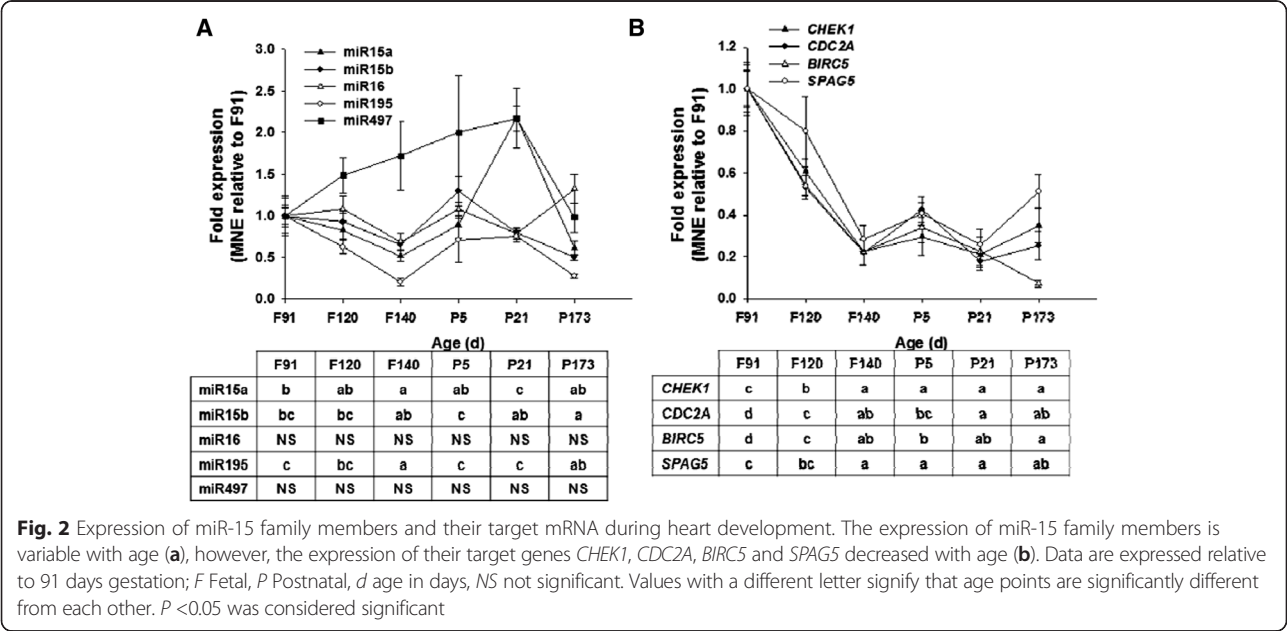 A
miR15a
miR15b
miR16
miR195
miR497
Fold expression
(MNE relative to F91)
3.0
2.5
2.0
1.5
1.0
0.5
0.0
F91 F120 F140 P5 P21 P173
Age (d)
F91 F120 F140 P5 P21 P173
miR15a b ab a ab c ab
miR15b bc bc ab c ab a
miR16 NS NS NS NS NS NS
miR195 c bc a c c ab
miR497 NS NS NS NS NS NS
B
CHEK1
CDC2A
BIRC5
SPAG5
Fold expression
(MNE relative to F91)
1.2
1.0
0.8
0.6
0.4
0.2
0.0
F91 F120 F140 P5 P21 P173
Age (d)
F91 F120 F140 P5 P21 P173
CHEK1 c b a a a a
CDC2A d c ab bc a ab
BIRC5 d c ab b ab a
SPAG5 c bc a a a ab
Fig. 2 Expression of miR-15 family members and their target mRNA during heart development. The expression of miR-15 family members is
variable with age (a), however, the expression of their target genes CHEK1, CDC2A, BIRC5 and SPAG5 decreased with age (b). Data are expressed relative
to 91 days gestation; F Fetal, P Postnatal, d age in days, NS not significant. Values with a different letter signify that age points are significantly different
from each other. P <0.05 was considered significant